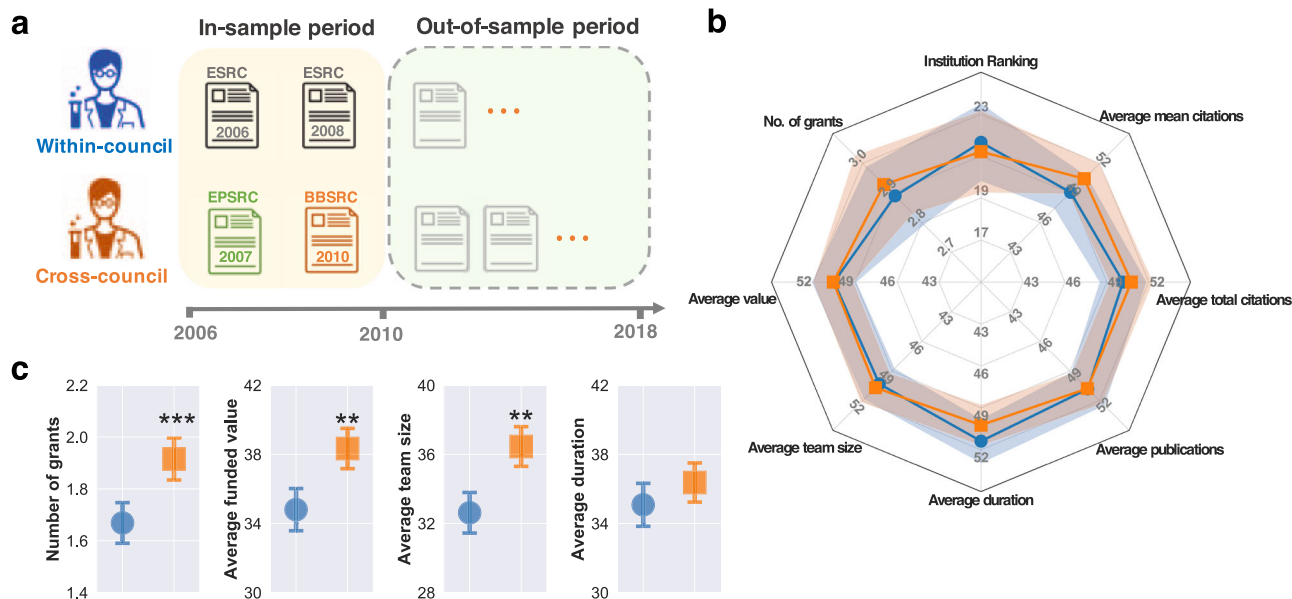 a
In-sample period
Out-of-sample period
ESRC
ESRC
2006
2008
Within-council
EPSRC
BBSRC
2007
2010
Cross-council
2006
2010
2018
b
Institution Ranking
23
19
17
Average mean citations
52
46
43
Average total citations
52
46
43
Average publications
52
49
46
43
Average duration
52
49
46
43
Average team size
52
49
46
43
Average value
52
49
46
43
No. of grants
3.0
2.9
2.8
2.7
c
Number of grants
2.2
2.0
1.8
1.6
1.4
***
Average funded value
42
38
34
30
**
Average team size
40
36
32
28
**
Average duration
42
38
34
30